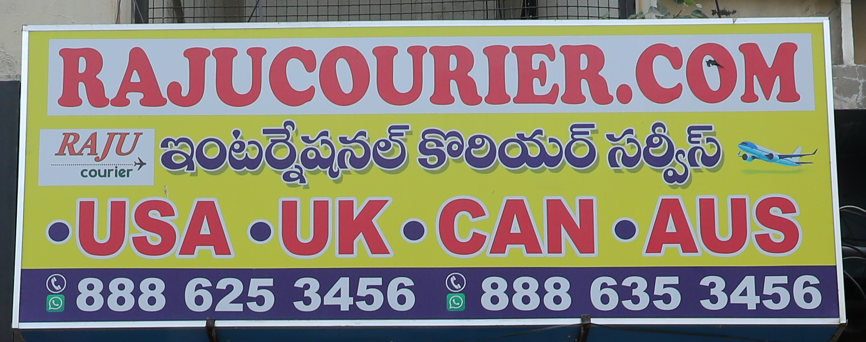 RAJUCOURIER.COM
RAJU
courier
ఇంటర్నేషనల్ కొరియర్ సర్వీస్
•USA •UK •CAN •AUS
888 625 3456 888 635 3456